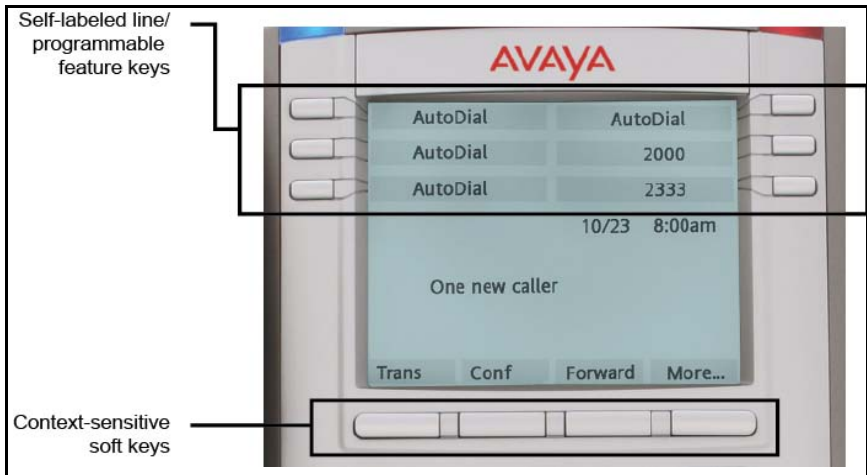 Self-labeled line/
programmable
feature keys
AVAYA
AutoDial AutoDial
AutoDial 2000
AutoDial 2333
10/23 8:00am
One new caller
Trans Conf Forward More...
Context-sensitive
soft keys